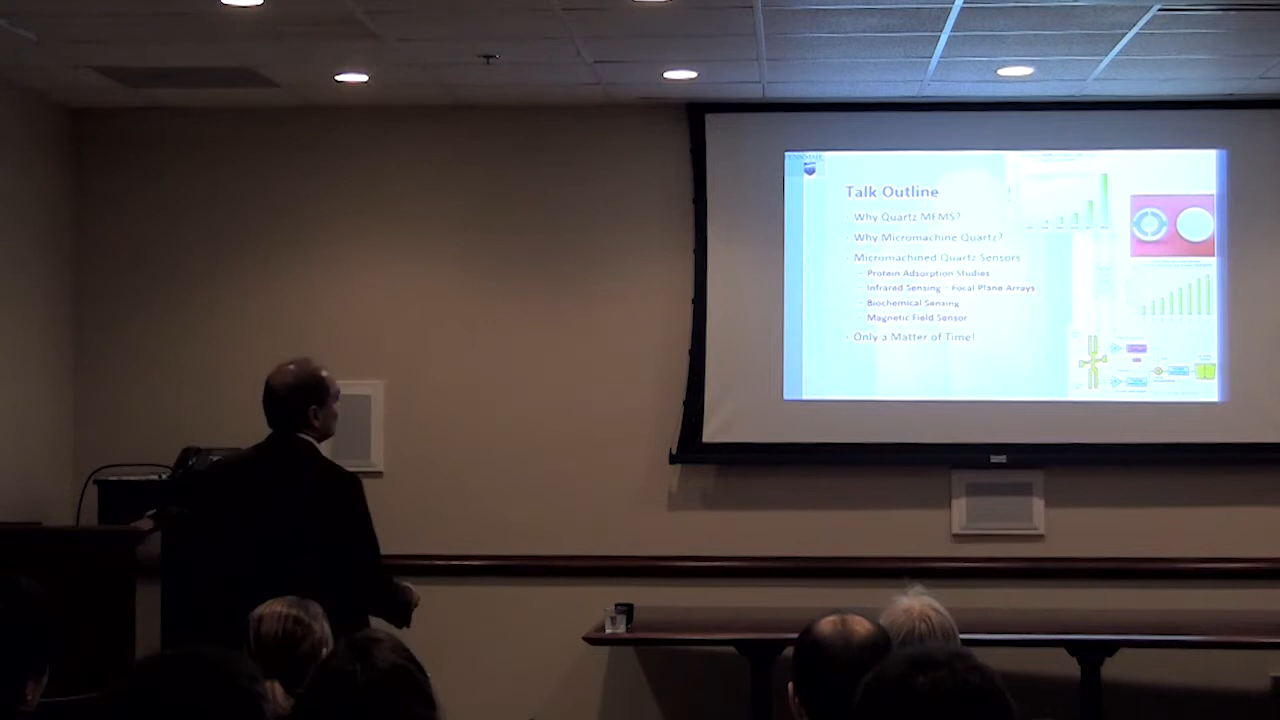 PENNSTATE
Talk Outline
Why Quartz MEMS?
Why Micromachine Quartz?
Micromachined Quartz Sensors
Protein Adsorption Studies
Infrared Sensing – Focal Plane Arrays
Biochemical Sensing
Magnetic Field Sensor
Only a Matter of Time!